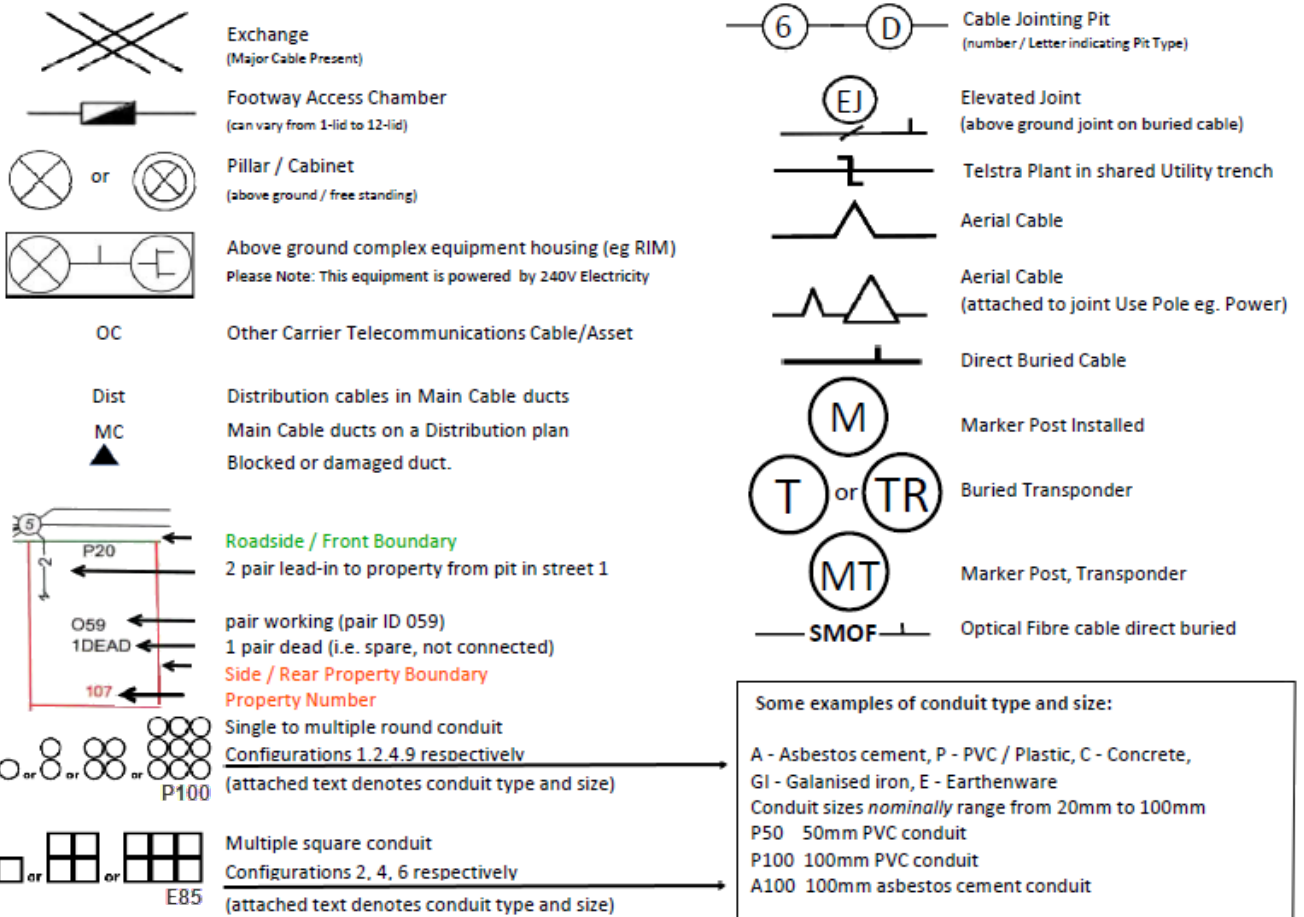 Exchange
(Major Cable Present)
Footway Access Chamber
(can vary from 1-lid to 12-lid)
or
Pillar / Cabinet
(above ground / free standing)
Above ground complex equipment housing (eg RIM)
Please Note: This equipment is powered by 240V Electricity
OC
Other Carrier Telecommunications Cable/Asset
Dist
Distribution cables in Main Cable ducts
MC
Main Cable ducts on a Distribution plan
Blocked or damaged duct.
5
Roadside / Front Boundary
P20
2
2 pair lead-in to property from pit in street 1
O59
pair working (pair ID 059)
1DEAD
1 pair dead (i.e. spare, not connected)
Side / Rear Property Boundary
107
Property Number
Single to multiple round conduit
Configurations 1.2.4.9 respectively
or or or
P100
(attached text denotes conduit type and size)
Multiple square conduit
Configurations 2, 4, 6 respectively
or or
E85
(attached text denotes conduit type and size)
6 D
Cable Jointing Pit
(number / Letter indicating Pit Type)
EJ
Elevated Joint
(above ground joint on buried cable)
Telstra Plant in shared Utility trench
Aerial Cable
Aerial Cable
(attached to joint Use Pole eg. Power)
Direct Buried Cable
M
Marker Post Installed
T or TR
Buried Transponder
MT
Marker Post, Transponder
SMOF
Optical Fibre cable direct buried
Some examples of conduit type and size:
A - Asbestos cement, P - PVC / Plastic, C - Concrete,
GI - Galanised iron, E - Earthenware
Conduit sizes nominally range from 20mm to 100mm
P50 50mm PVC conduit
P100 100mm PVC conduit
A100 100mm asbestos cement conduit